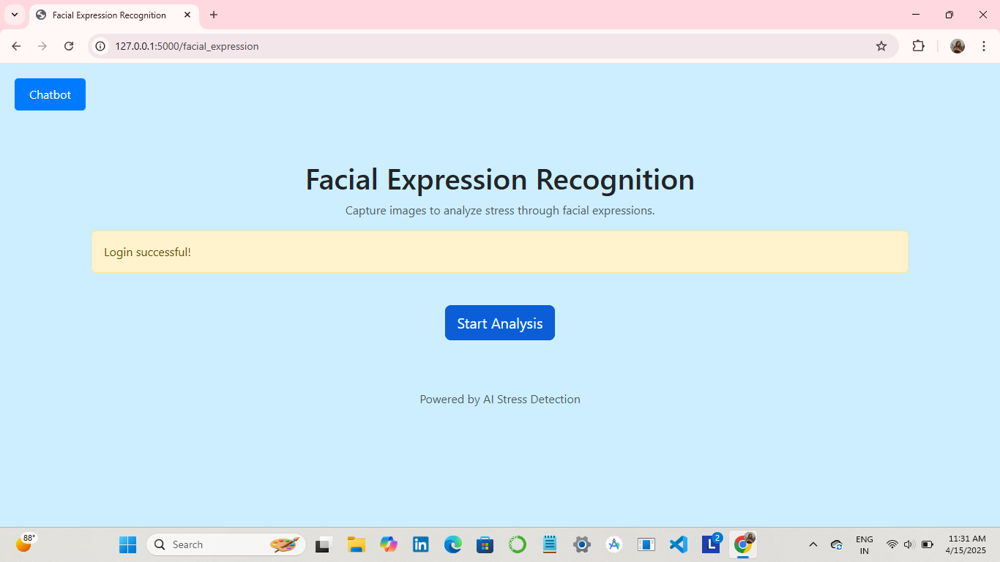 Facial Expression Recognition
127.0.0.1:5000/facial_expression
Chatbot
Facial Expression Recognition
Capture images to analyze stress through facial expressions.
Login successful!
Start Analysis
Powered by AI Stress Detection
88°
Search
L
2
ENG
IN
11:31 AM
4/15/2025